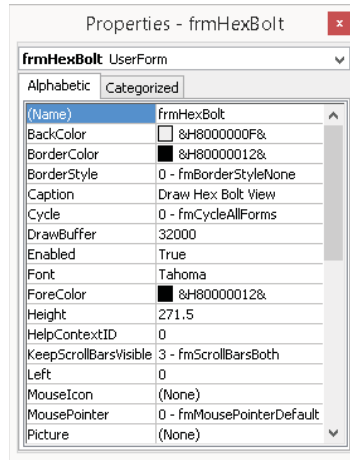 Properties - frmHexBolt x
frmHexBolt UserForm
Alphabetic Categorized
(Name) frmHexBolt
BackColor &H8000000F&
BorderColor &H80000012&
BorderStyle 0 - fmBorderStyleNone
Caption Draw Hex Bolt View
Cycle 0 - fmCycleAllForms
DrawBuffer 32000
Enabled True
Font Tahoma
ForeColor &H80000012&
Height 271.5
HelpContextID 0
KeepScrollBarsVisible 3 - fmScrollBarsBoth
Left 0
MouseIcon (None)
MousePointer 0 - fmMousePointerDefault
Picture (None)